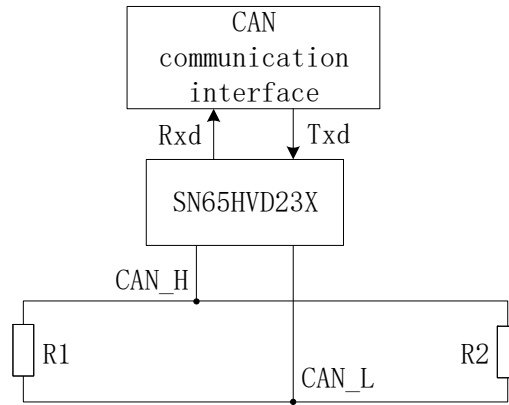 CAN
communication
interface
Rxd
Txd
SN65HVD23X
CAN_H
R1
R2
CAN_L